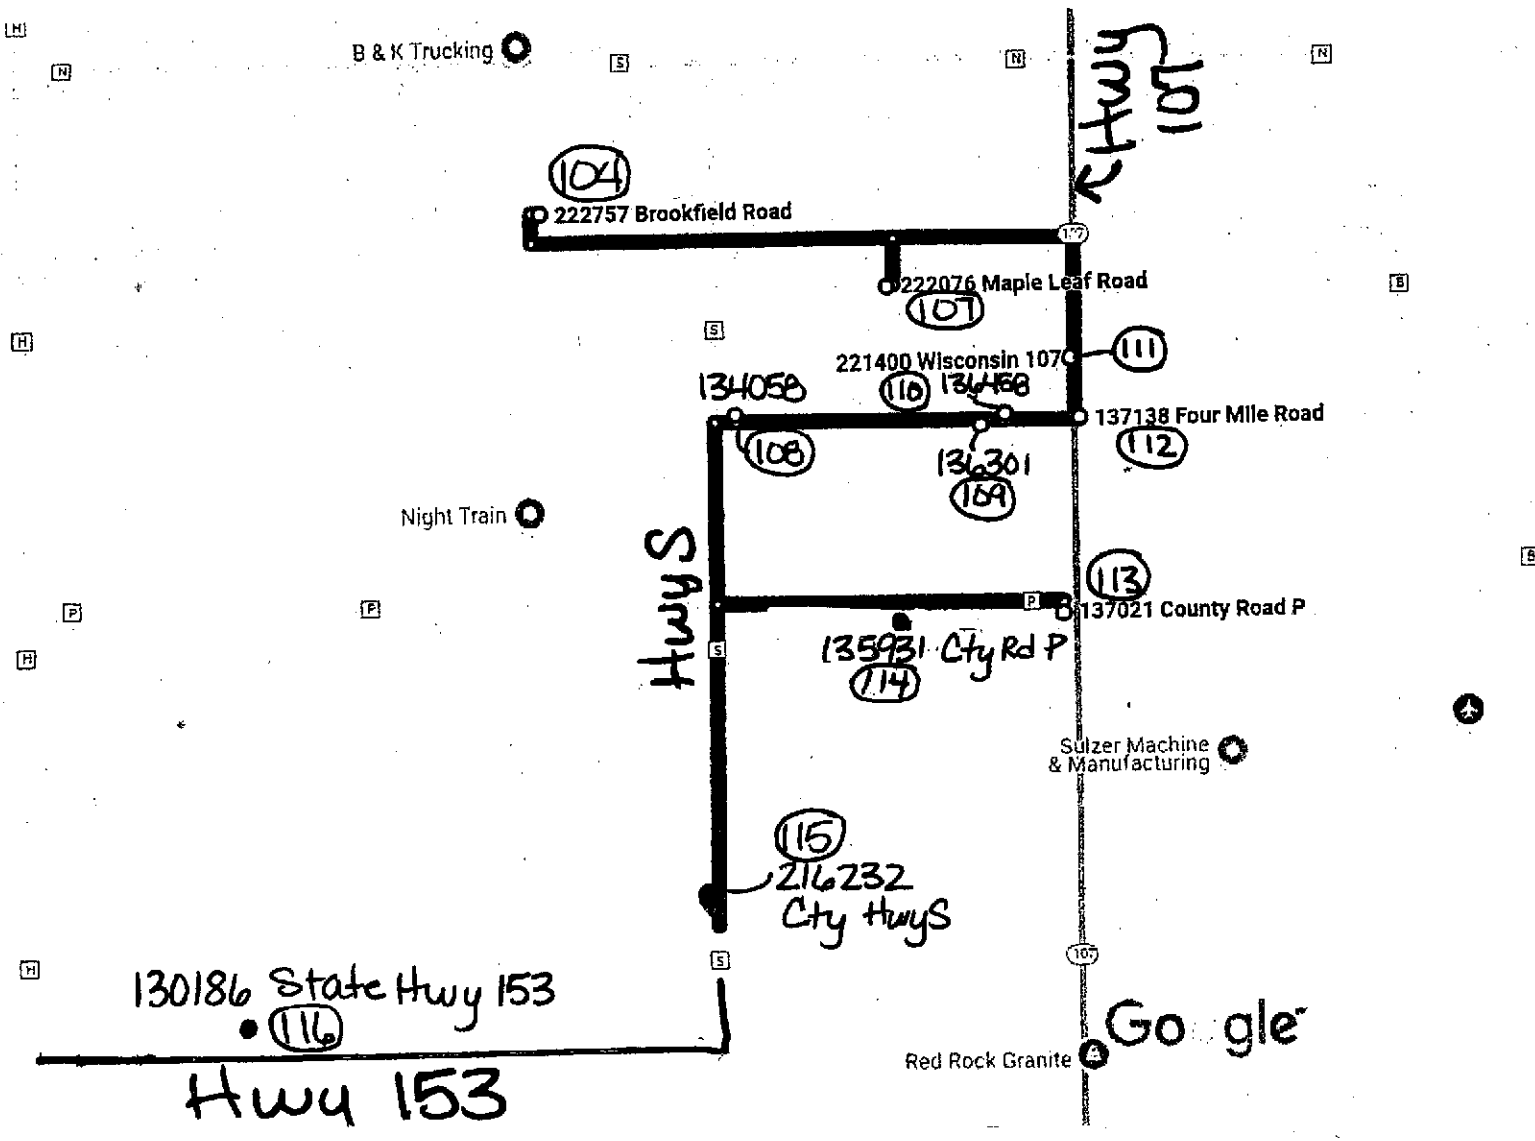 H
B & K Trucking
S
N
N
N
Hwy
107
104
222757 Brookfield Road
107
222076 Maple Leaf Road
107
B
H
S
221400 Wisconsin 107
111
134058
110
136458
137138 Four Mile Road
108
112
136301
109
Night Train
Hwy S
113
B
P
P
P
137021 County Road P
135931 Cty Rd P
114
S
H
Sulzer Machine
& Manufacturing
115
216232
Cty Hwy S
S
107
H
130186 State Hwy 153
116
Google
Red Rock Granite
Hwy 153